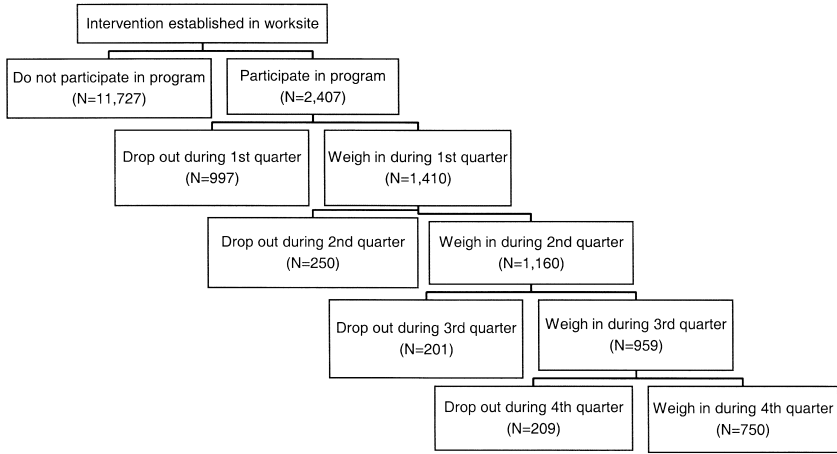 Intervention established in worksite
Do not participate in program
(N=11,727)
Participate in program
(N=2,407)
Drop out during 1st quarter
(N=997)
Weigh in during 1st quarter
(N=1,410)
Drop out during 2nd quarter
(N=250)
Weigh in during 2nd quarter
(N=1,160)
Drop out during 3rd quarter
(N=201)
Weigh in during 3rd quarter
(N=959)
Drop out during 4th quarter
(N=209)
Weigh in during 4th quarter
(N=750)